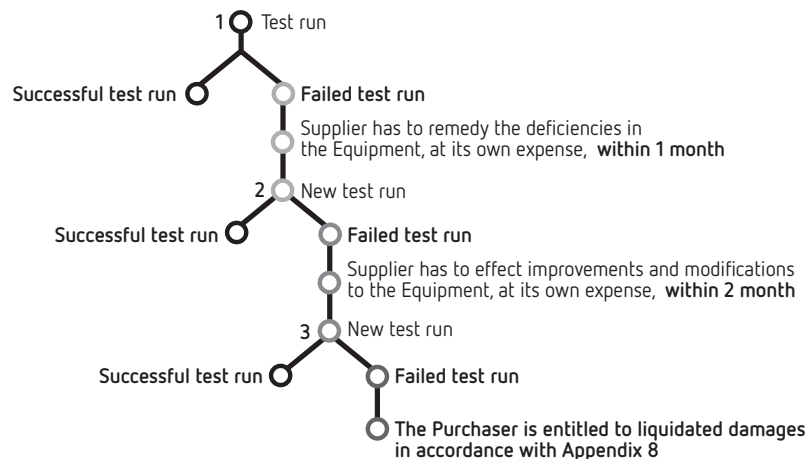 1 Test run
Successful test run
Failed test run
Supplier has to remedy the deficiencies in
the Equipment, at its own expense, within 1 month
2 New test run
Successful test run
Failed test run
Supplier has to effect improvements and modifications
to the Equipment, at its own expense, within 2 month
3 New test run
Successful test run
Failed test run
The Purchaser is entitled to liquidated damages
in accordance with Appendix 8